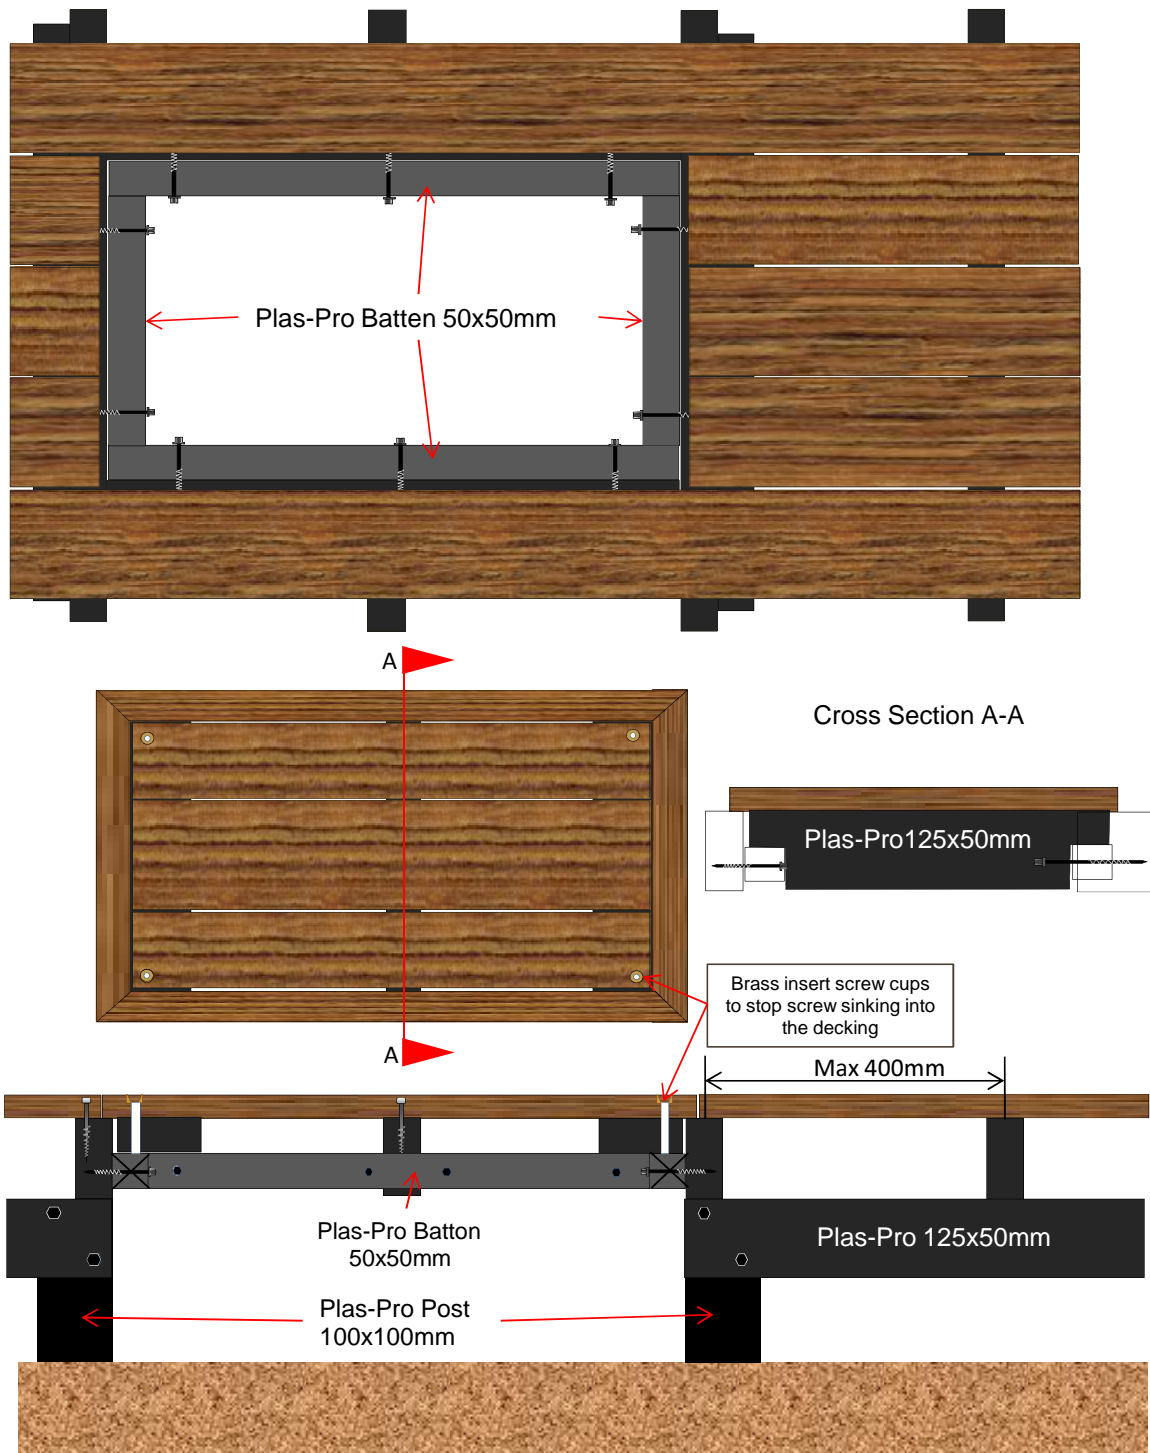 Plas-Pro Batten 50x50mm
A
Cross Section A-A
Plas-Pro125x50mm
Brass insert screw cups
to stop screw sinking into
the decking
A
Max 400mm
Plas-Pro Batton
50x50mm
Plas-Pro 125x50mm
Plas-Pro Post
100x100mm